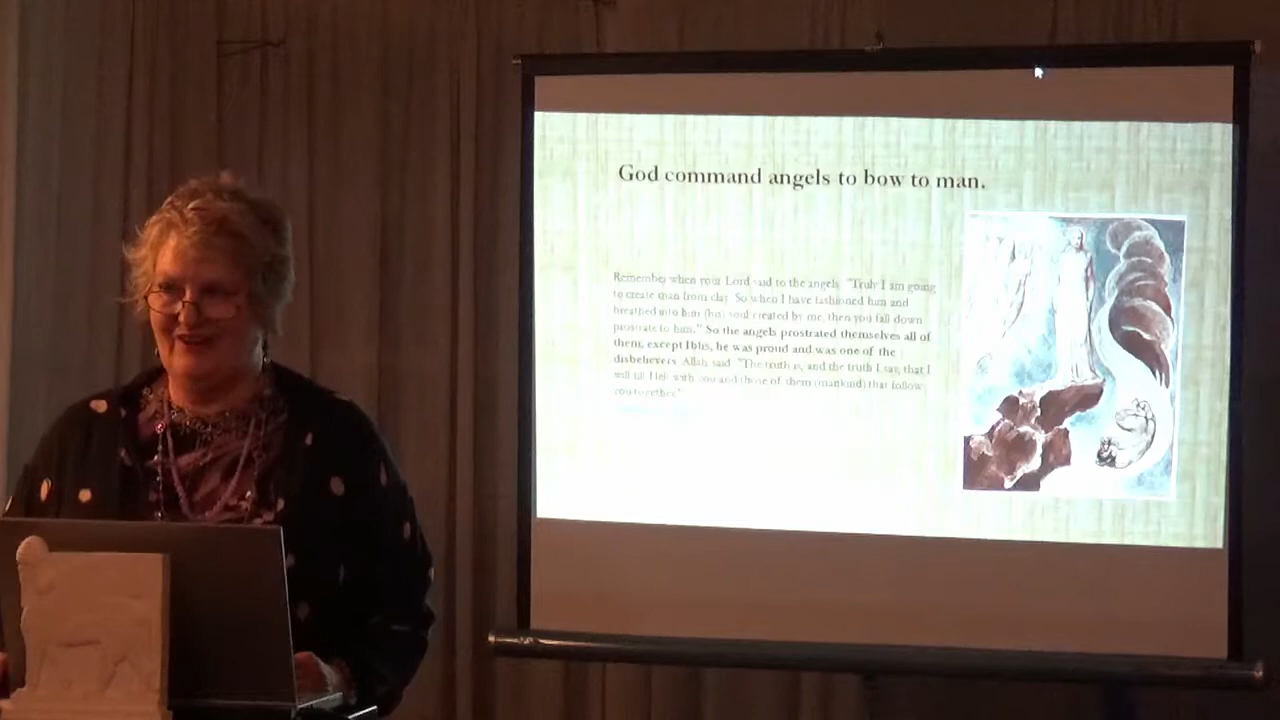 God command angels to bow to man.
Remember when your Lord said to the angels "Truly I am going
to create man from clay. So when I have fashioned him and
breathed into him (his) soul created by me, then you fall down
prostrate to him." So the angels prostrated themselves all of
them, except Iblis, he was proud and was one of the
disbelievers. Allah said "The truth is, and the truth I say, that I
will fill Hell with you and those of them (mankind) that follow
you together"